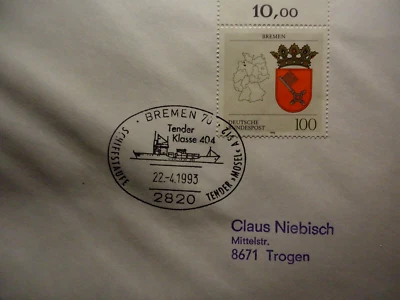 10,00
BREMEN
DEUTSCHE
BUNDESPOST
100
BREMEN 70
Tender
Klasse 404
SCHIFFSTAUFE
TENDER »MOSEL« A 512
22.-4.1993
2820
Claus Niebisch
Mittelstr.
8671 Trogen